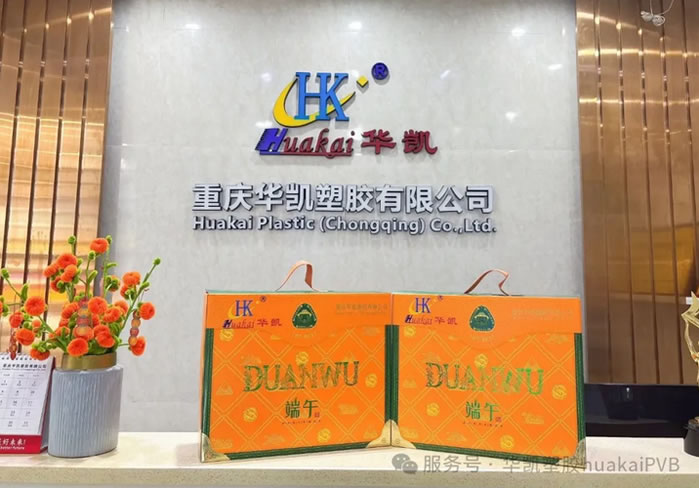 HK®
Huakai 华凯
重庆华凯塑胶有限公司
Huakai Plastic (Chongqing) Co.,Ltd.
HK®
Huakai 华凯
DUANWU
端午
HK
Huakai 华凯
DUANWU
端午
服务号·华凯塑胶huakaiPVB